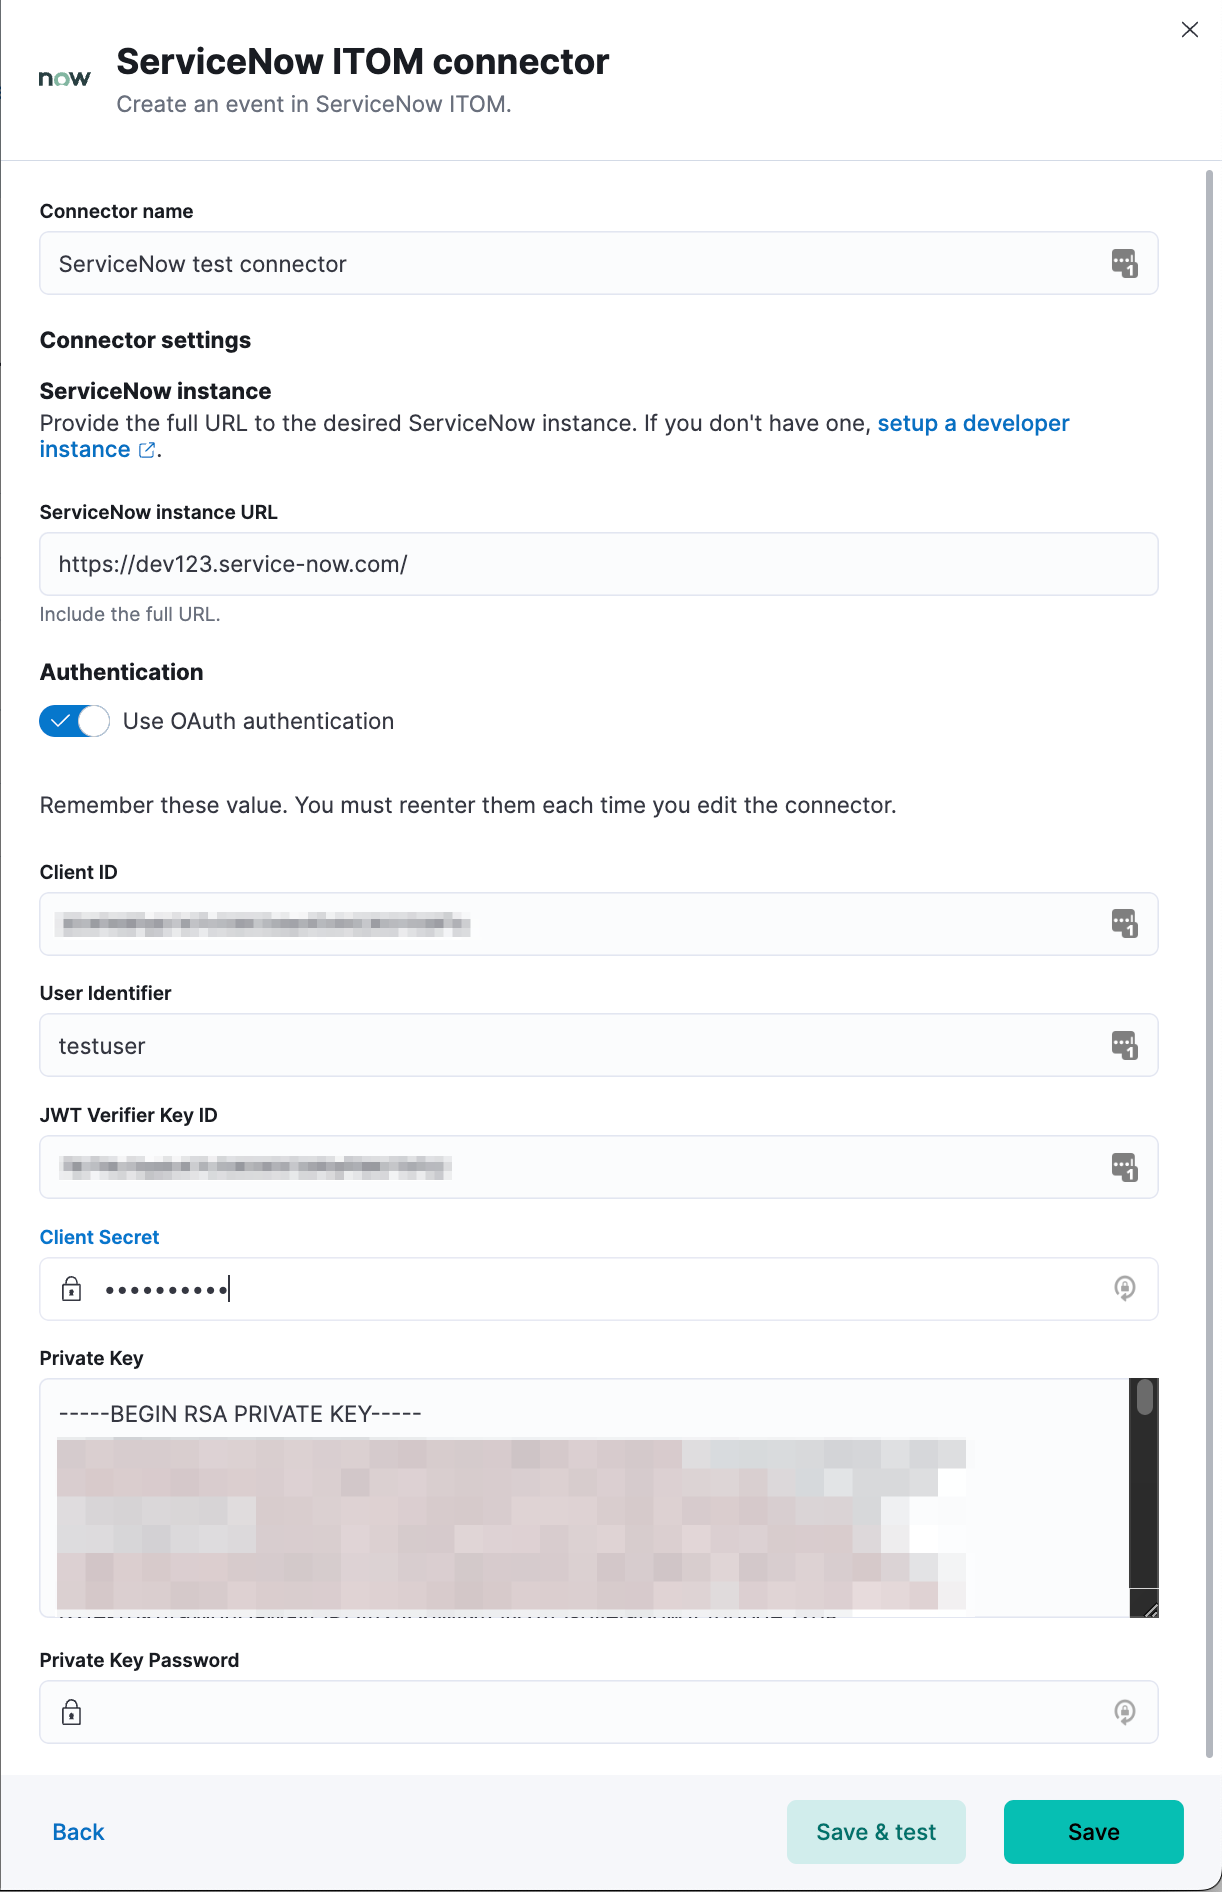 now
ServiceNow ITOM connector
Create an event in ServiceNow ITOM.
Connector name
ServiceNow test connector
Connector settings
ServiceNow instance
Provide the full URL to the desired ServiceNow instance. If you don't have one, setup a developer
instance.
ServiceNow instance URL
https://dev123.service-now.com/
Include the full URL.
Authentication
Use OAuth authentication
Remember these value. You must reenter them each time you edit the connector.
Client ID
User Identifier
testuser
JWT Verifier Key ID
Client Secret
••••••••••
Private Key
-----BEGIN RSA PRIVATE KEY-----
Private Key Password
Back
Save & test
Save